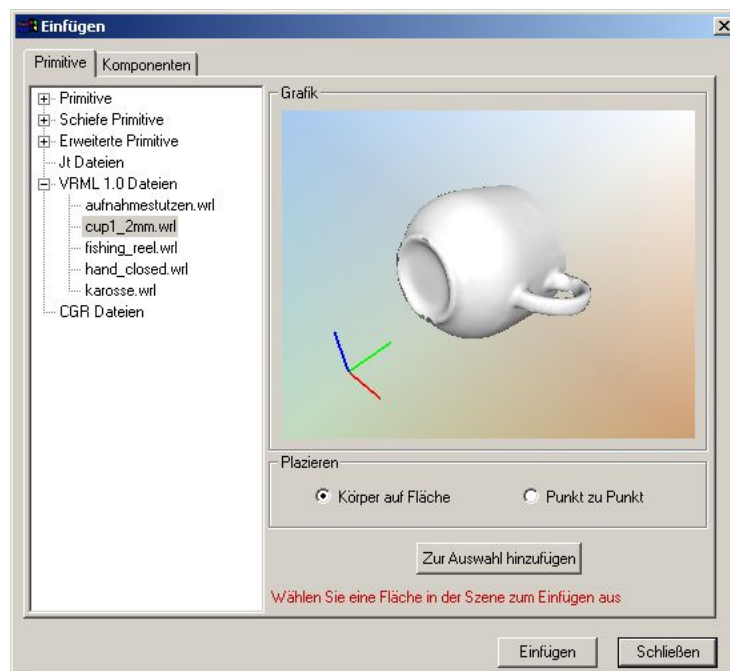 Einfügen
Primitive
Komponenten
Primitive
Schiefe Primitive
Erweiterte Primitive
Jt Dateien
VRML 1.0 Dateien
aufnahmestutzen.wrl
cup1_2mm.wrl
fishing_reel.wrl
hand_closed.wrl
karosse.wrl
CGR Dateien
Grafik
Plazieren
Körper auf Fläche
Punkt zu Punkt
Zur Auswahl hinzufügen
Wählen Sie eine Fläche in der Szene zum Einfügen aus
Einfügen
Schließen